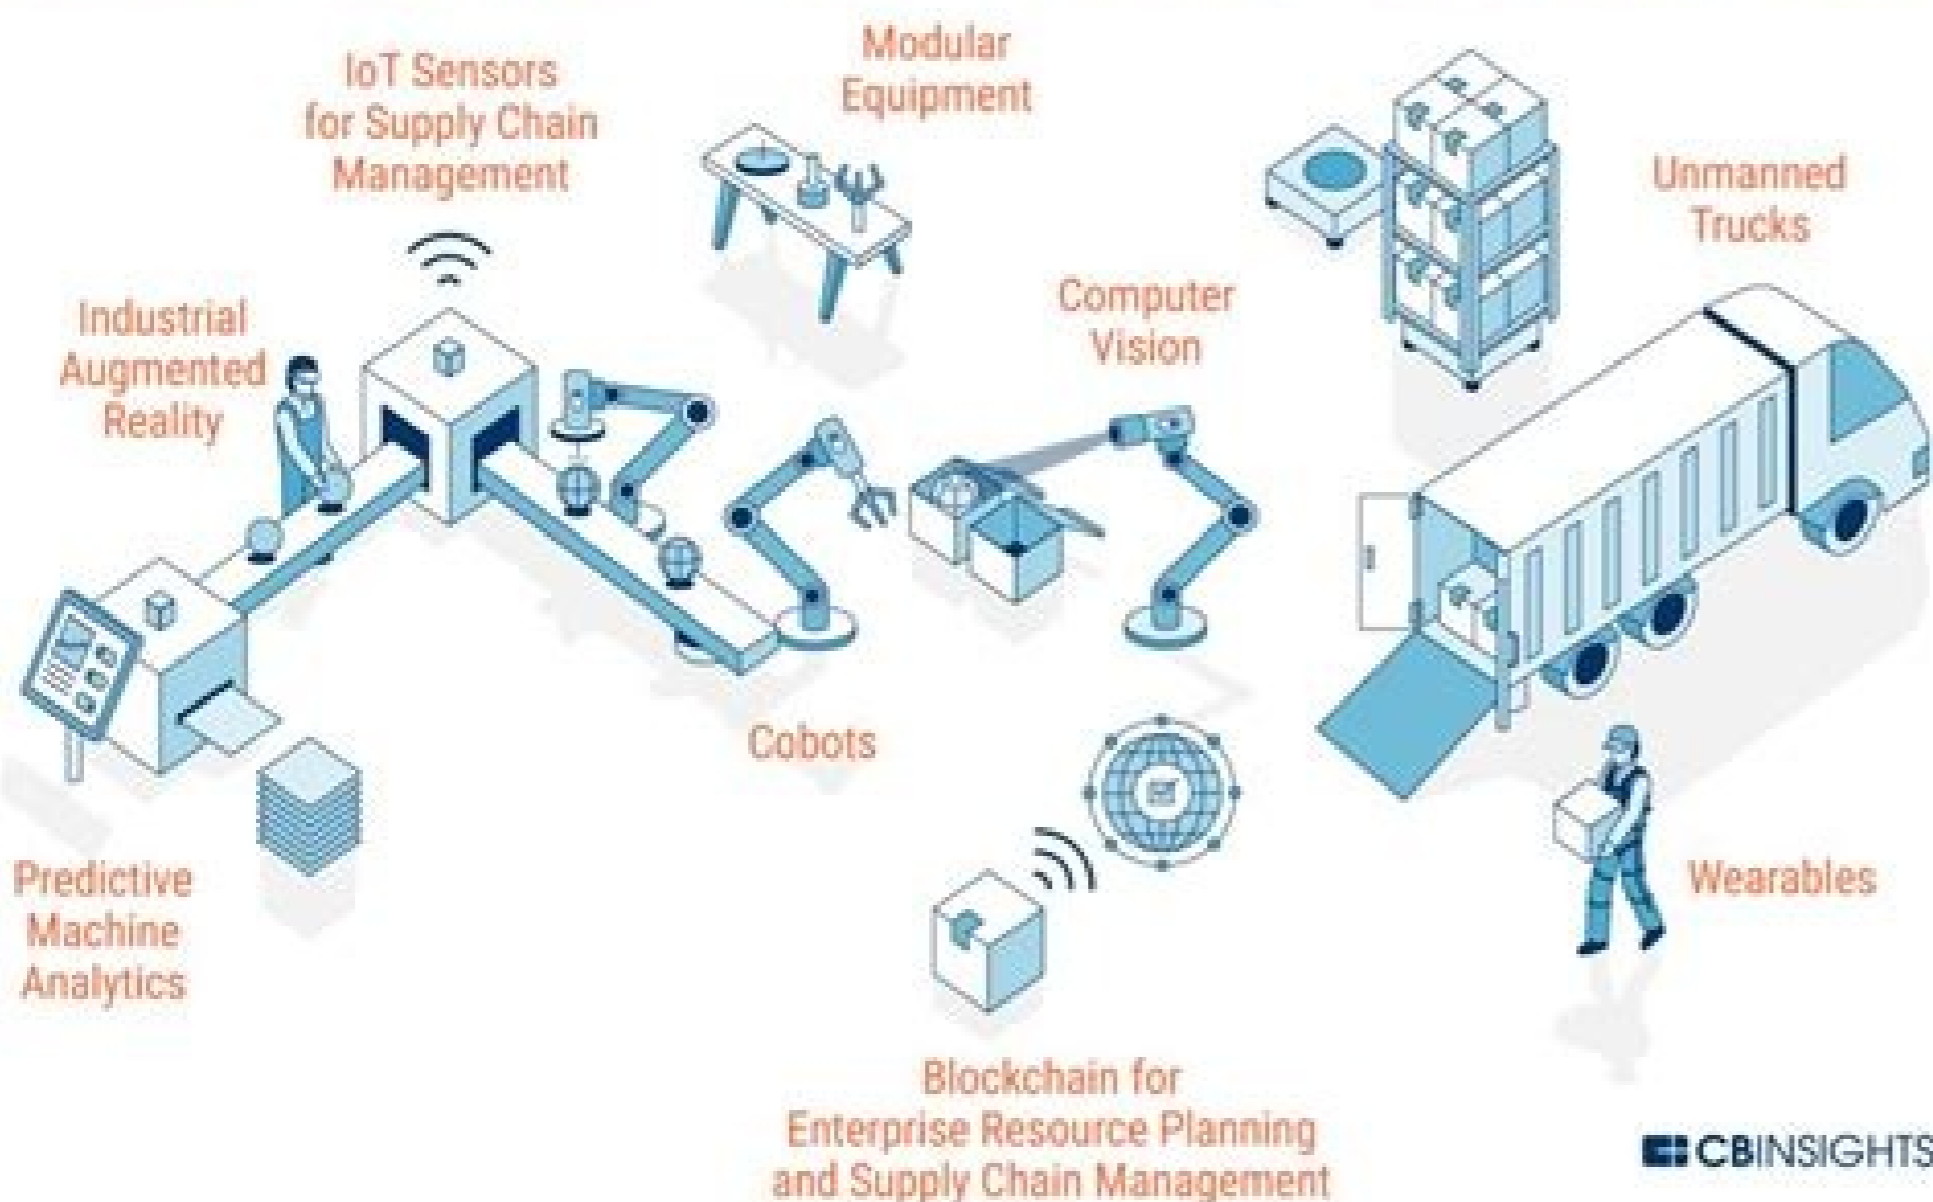 IoT Sensors
for Supply Chain
Management
Modular
Equipment
Unmanned
Trucks
Industrial
Augmented
Reality
Computer
Vision
Cobots
Predictive
Machine
Analytics
Wearables
Blockchain for
Enterprise Resource Planning
and Supply Chain Management
CBINSIGHTS